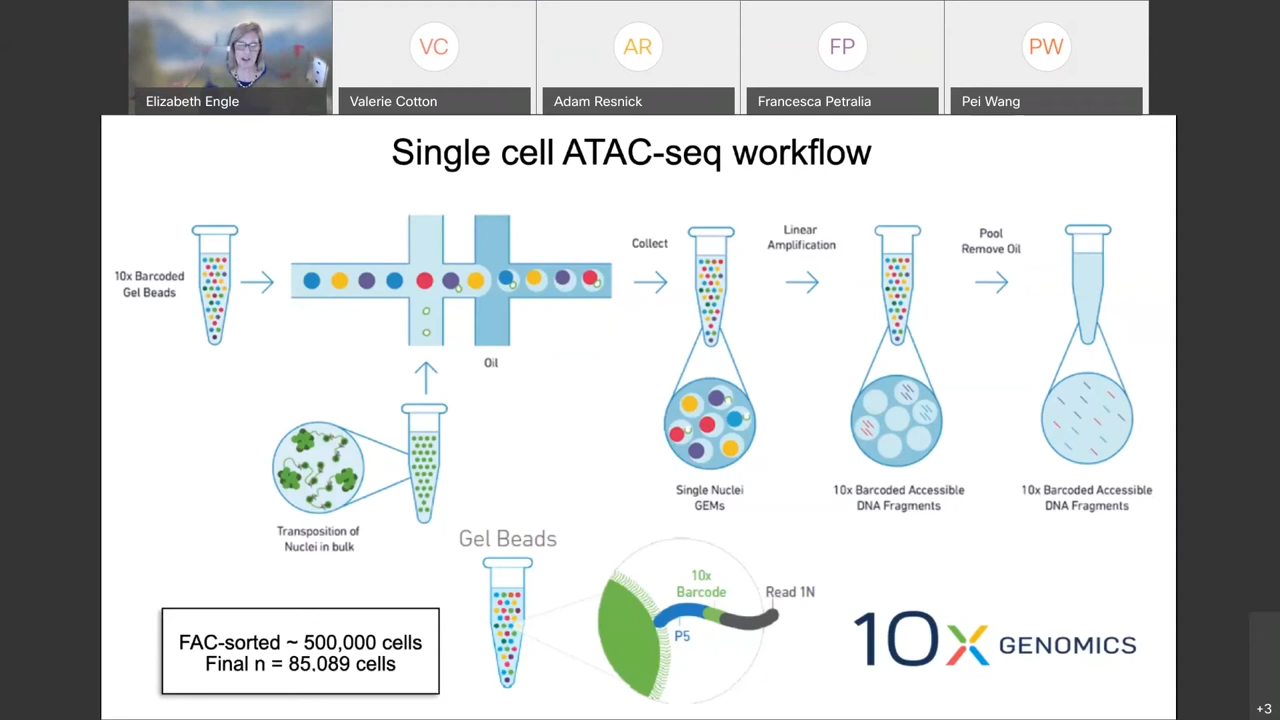 VC
AR
FP
PW
Elizabeth Engle
Valerie Cotton
Adam Resnick
Francesca Petralia
Pei Wang
Single cell ATAC-seq workflow
10x Barcoded
Gel Beads
Oil
Collect
Linear
Amplification
Pool
Remove Oil
Transposition of
Nuclei in bulk
Single Nuclei
GEMs
10x Barcoded Accessible
DNA Fragments
10x Barcoded Accessible
DNA Fragments
Gel Beads
10x
Barcode
Read 1N
P5
FAC-sorted ~ 500,000 cells
Final n = 85.089 cells
10X GENOMICS
+3